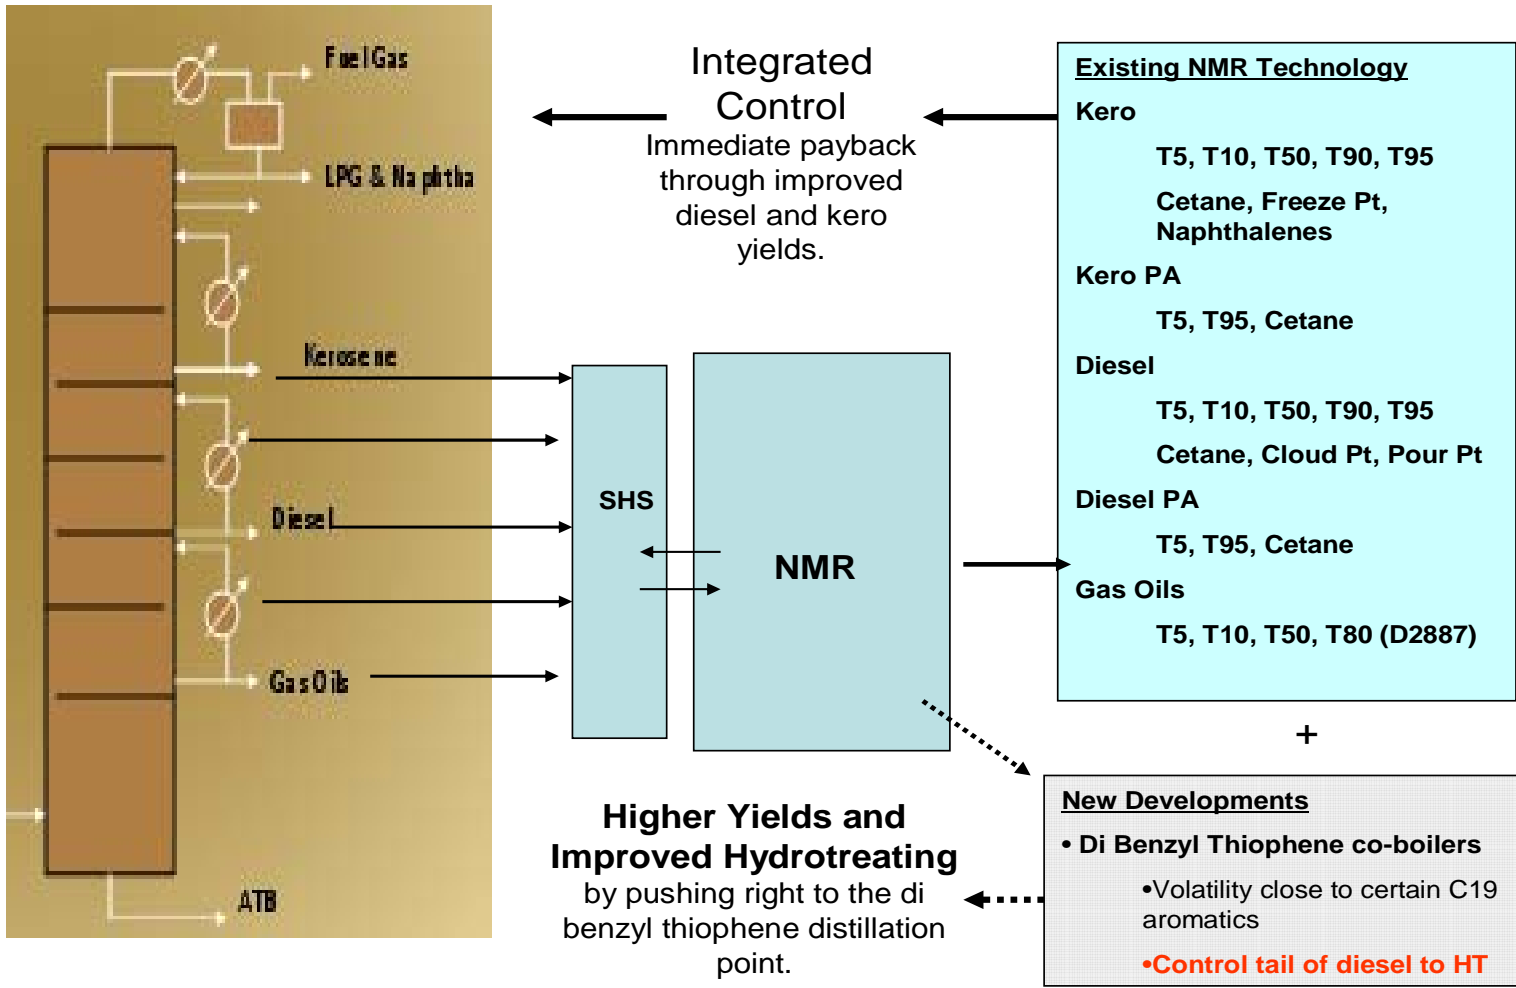 Fuel Gas
LPG & Naphtha
Kerosene
Diesel
Gas Oils
ATB
Integrated
Control
Immediate payback
through improved
diesel and kero
yields.
SHS
NMR
Higher Yields and
Improved Hydrotreating
by pushing right to the di
benzyl thiophene distillation
point.
Existing NMR Technology
Kero
T5, T10, T50, T90, T95
Cetane, Freeze Pt,
Naphthalenes
Kero PA
T5, T95, Cetane
Diesel
T5, T10, T50, T90, T95
Cetane, Cloud Pt, Pour Pt
Diesel PA
T5, T95, Cetane
Gas Oils
T5, T10, T50, T80 (D2887)
+
New Developments
• Di Benzyl Thiophene co-boilers
•Volatility close to certain C19
aromatics
•Control tail of diesel to HT